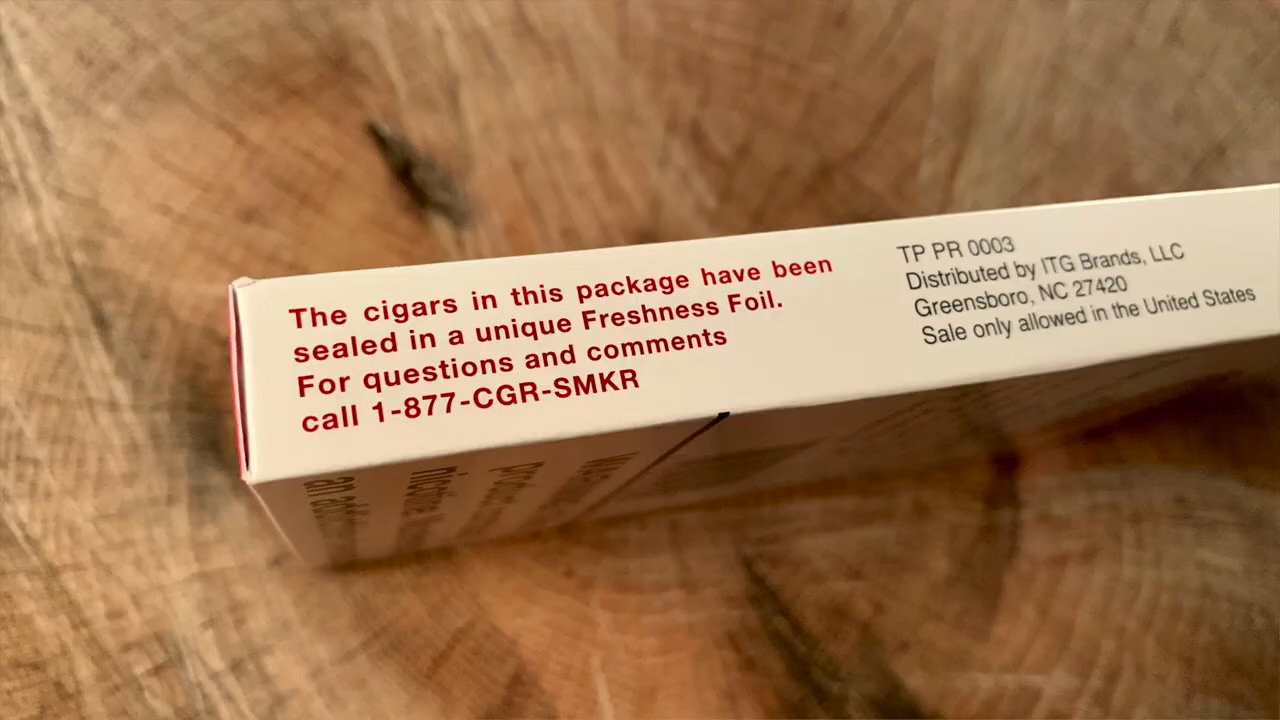 The cigars in this package have been
sealed in a unique Freshness Foil.
For questions and comments
call 1-877-CGR-SMKR
TP PR 0003
Distributed by ITG Brands, LLC
Greensboro, NC 27420
Sale only allowed in the United States